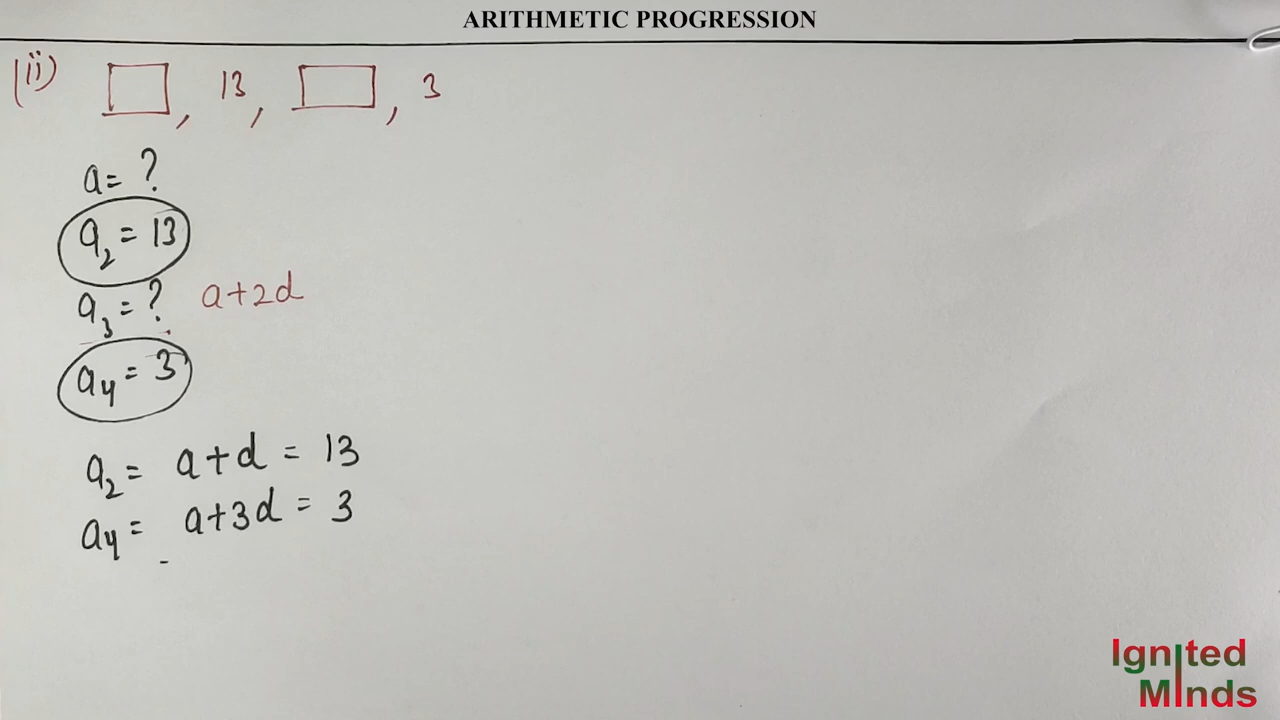 ARITHMETIC PROGRESSION
(ii) □, 13, □, 3
a = ?
a₂ = 13
a₃ = ? a+2d
a₄ = 3
a₂ = a+d = 13
a₄ = a+3d = 3
Ignited
Minds